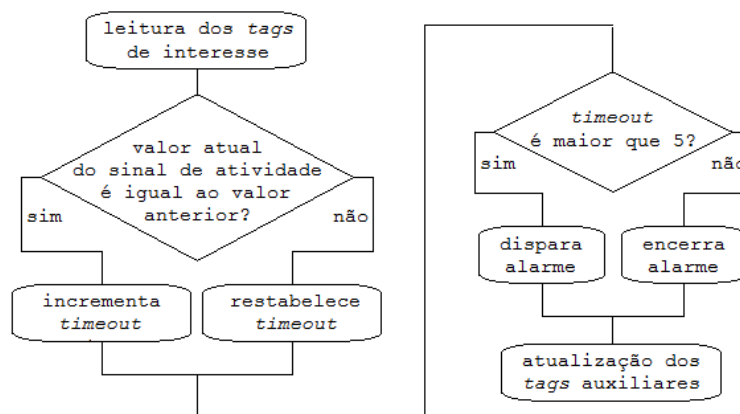 leitura dos tags
de interesse
valor atual
do sinal de atividade
é igual ao valor
anterior?
sim
não
incrementa
timeout
restabelece
timeout
timeout
é maior que 5?
sim
não
dispara
alarme
encerra
alarme
atualização dos
tags auxiliares